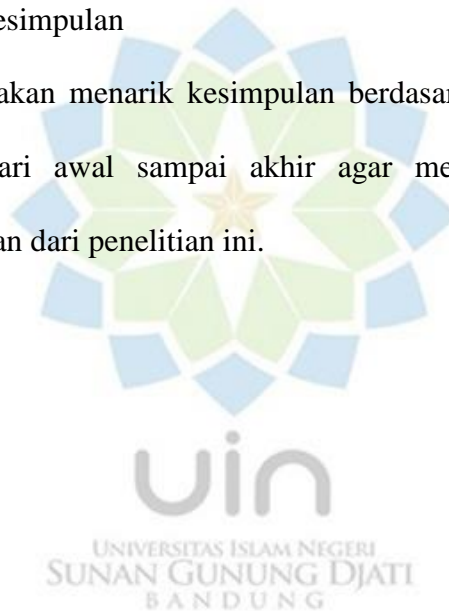 esimpulan
akan menarik kesimpulan berdasar
ari awal sampai akhir agar me
an dari penelitian ini.
uin
UNIVERSITAS ISLAM NEGERI
SUNAN GUNUNG DJATI
BANDUNG